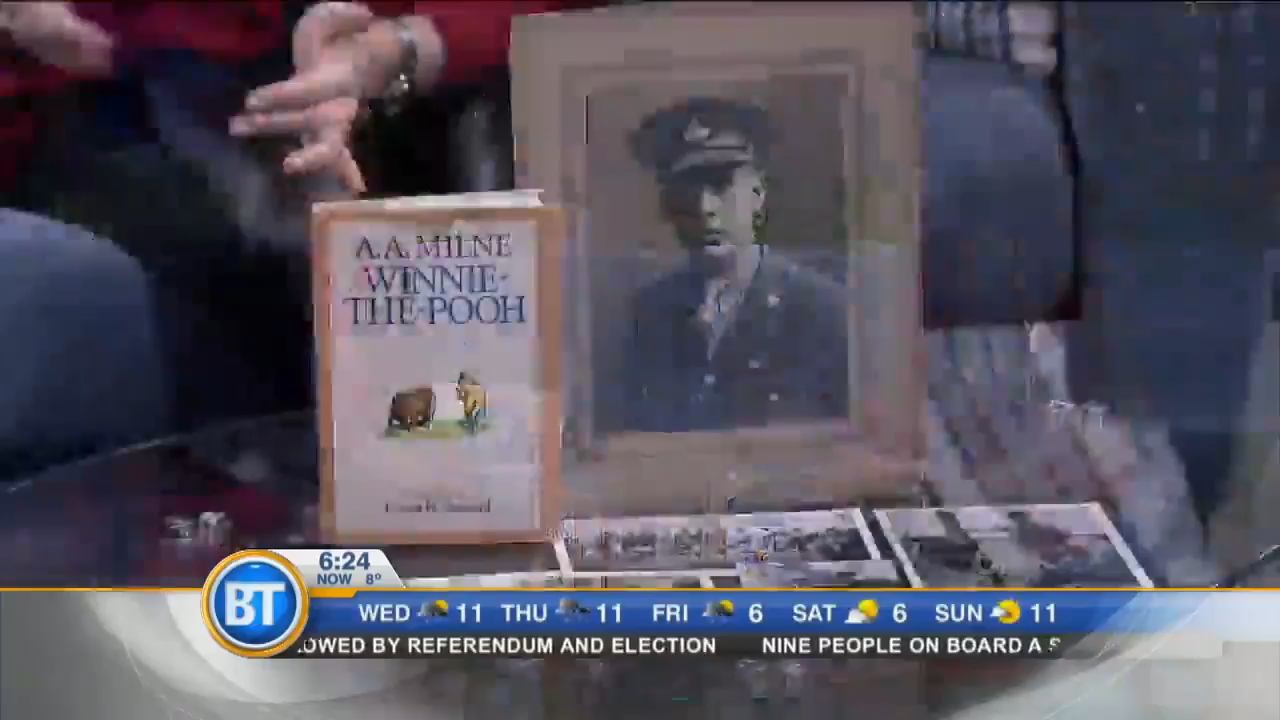 A.A. MILNE
WINNIE-
THE-POOH
6:24
NOW 8°
BT
WED 11 THU 11 FRI 6 SAT 6 SUN 11
OWED BY REFERENDUM AND ELECTION NINE PEOPLE ON BOARD A S